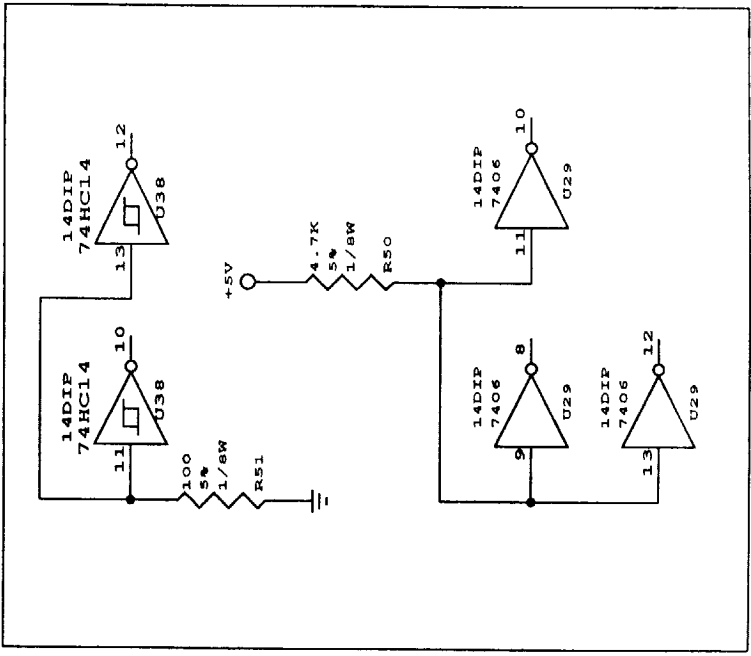 12
14DIP
74HC14
U38
13
10
14DIP
74HC14
U38
11
100
5%
1/8W
R51
+5V
4.7K
5%
1/8W
R50
10
14DIP
7406
U29
11
8
14DIP
7406
U29
9
12
14DIP
7406
U29
13